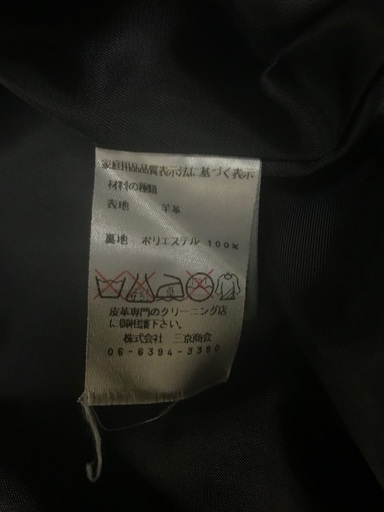 家庭用品品質表示法に基づく表示
材料の種類
表地 羊革
裏地 ポリエステル 100%
皮革専門のクリーニング店
に御相談下さい。
株式会社 三京商会
06-6394-3380